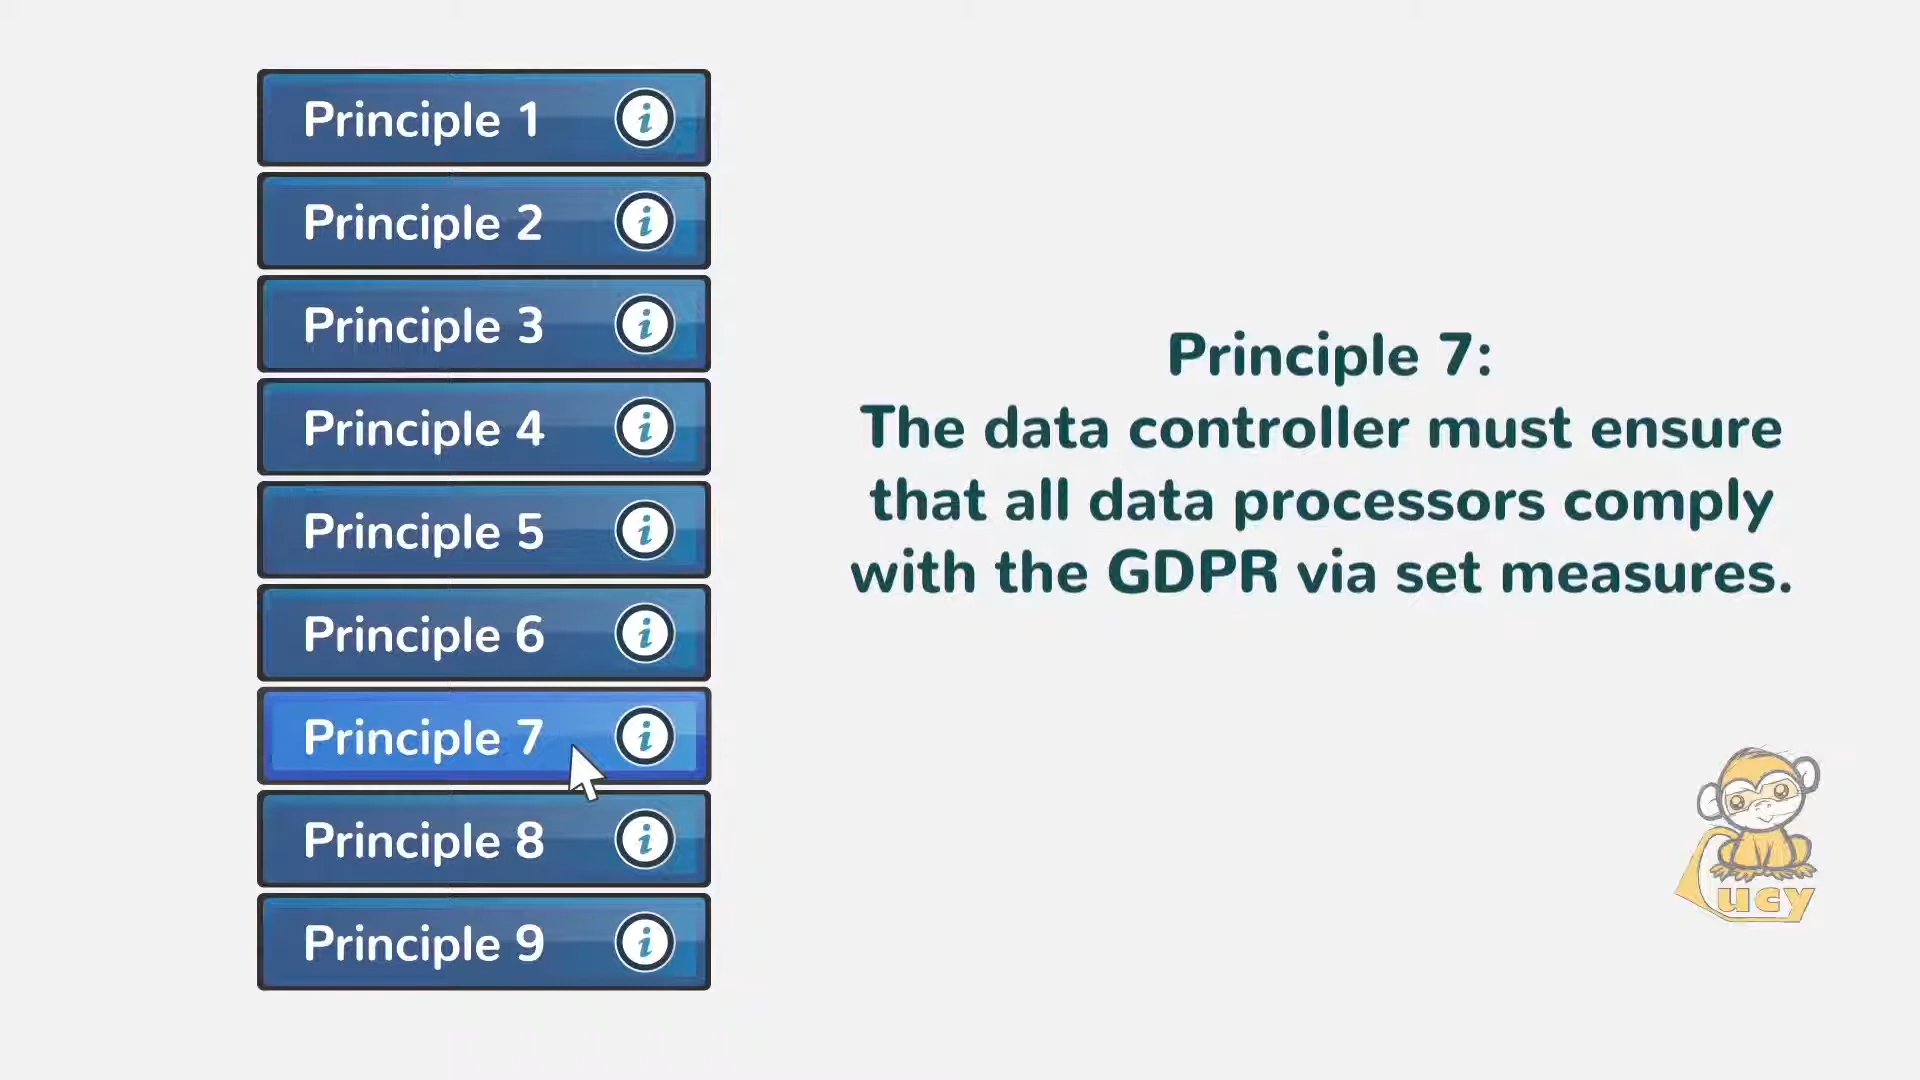 Principle 1
Principle 2
Principle 3
Principle 4
Principle 5
Principle 6
Principle 7
Principle 8
Principle 9
Principle 7:
The data controller must ensure
that all data processors comply
with the GDPR via set measures.
Lucy